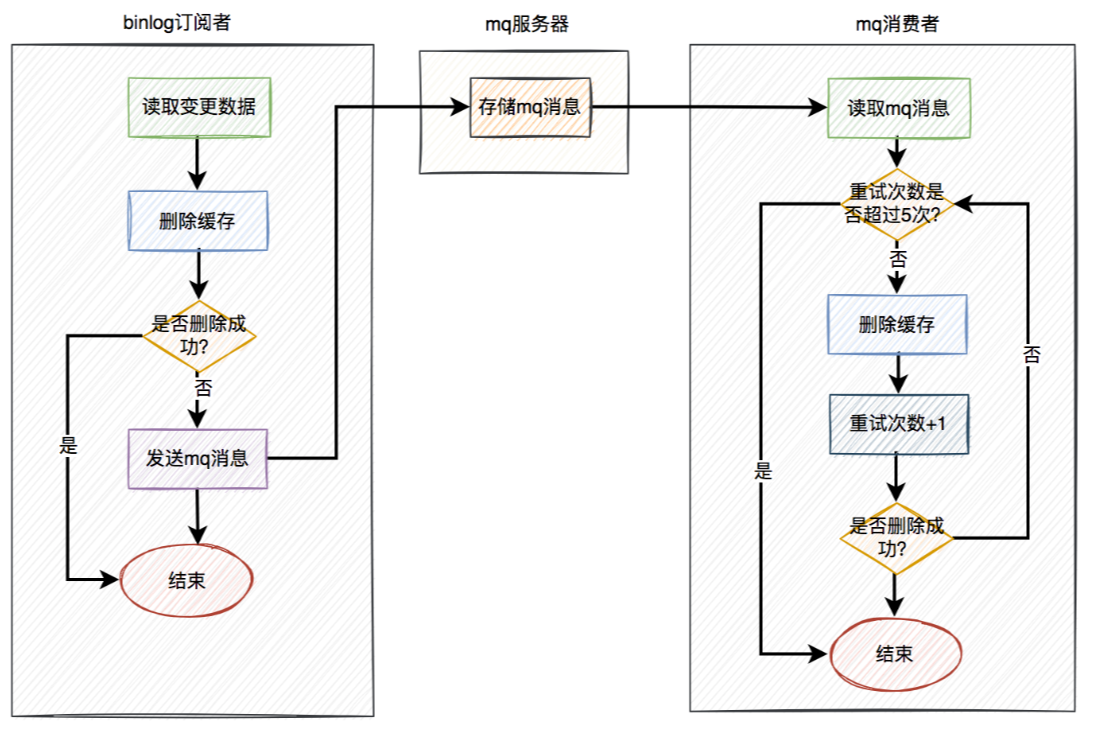 binlog订阅者
读取变更数据
删除缓存
是否删除成
功?
否
是
发送mq消息
结束
mq服务器
存储mq消息
mq消费者
读取mq消息
重试次数是
否超过5次?
否
删除缓存
否
重试次数+1
是
是否删除成
功?
结束